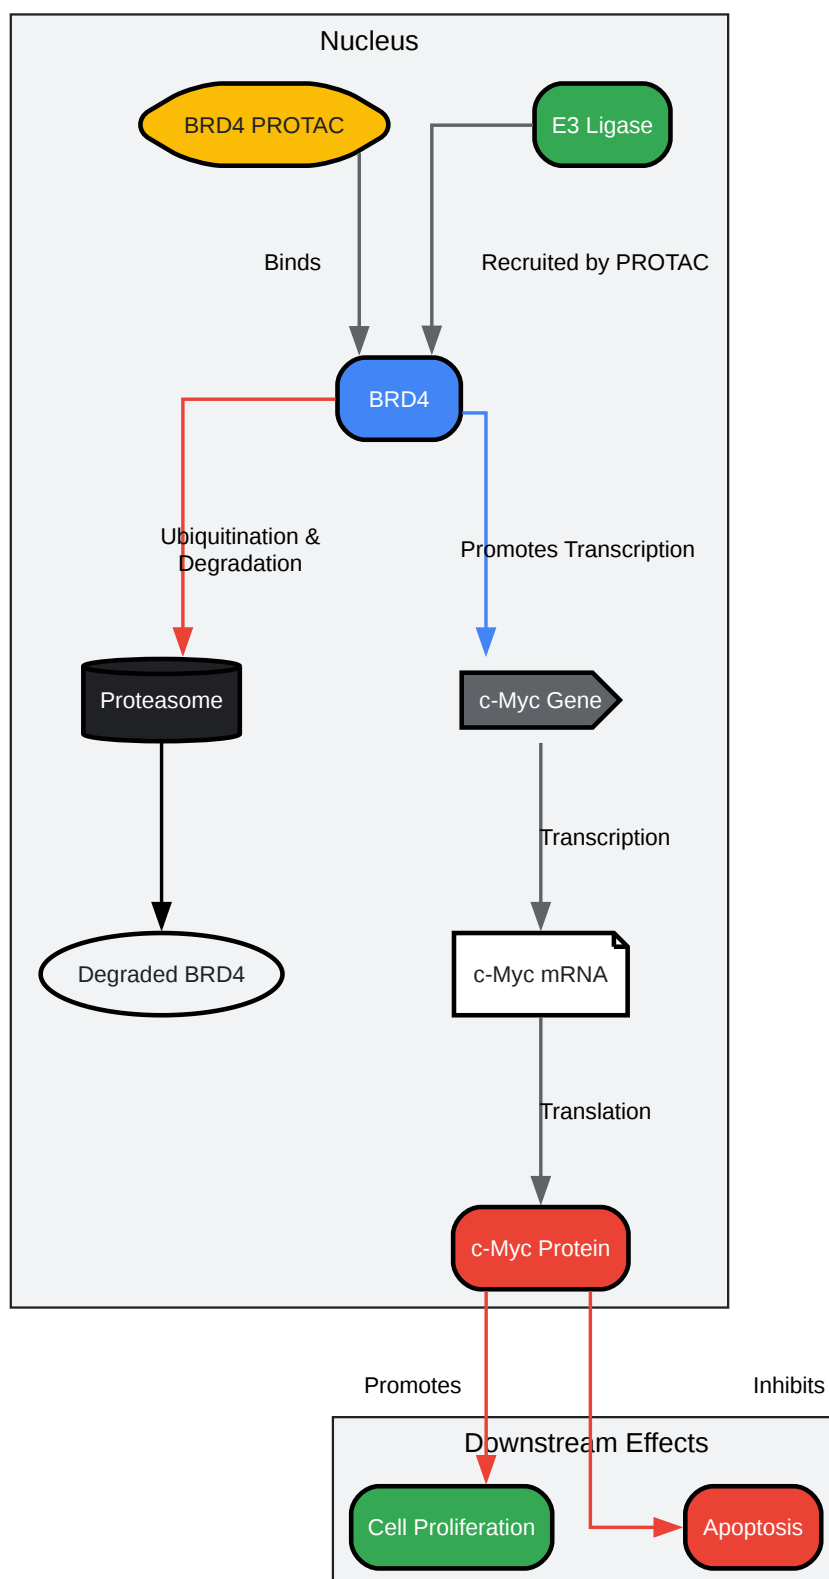 Nucleus
BRD4 PROTAC
E3 Ligase
Binds
Recruited by PROTAC
BRD4
Ubiquitination &
Degradation
Promotes Transcription
Proteasome
c-Myc Gene
Transcription
Degraded BRD4
c-Myc mRNA
Translation
c-Myc Protein
Promotes
Inhibits
Downstream Effects
Cell Proliferation
Apoptosis